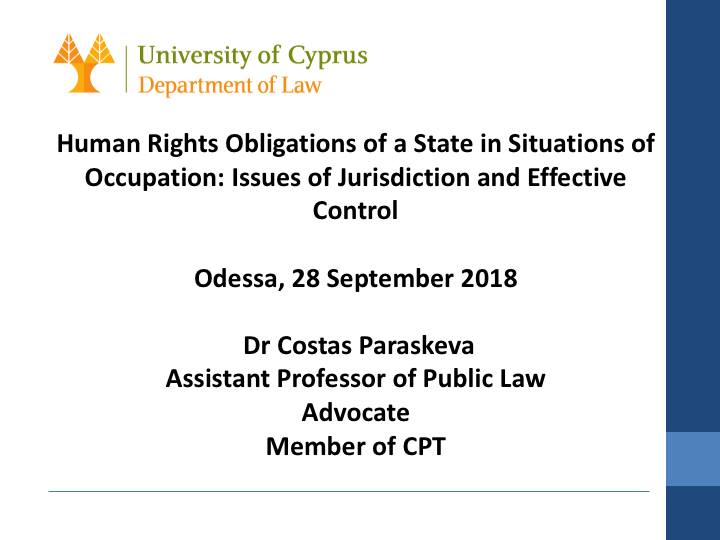 University of Cyprus
Department of Law
Human Rights Obligations of a State in Situations of
Occupation: Issues of Jurisdiction and Effective
Control
Odessa, 28 September 2018
Dr Costas Paraskeva
Assistant Professor of Public Law
Advocate
Member of CPT